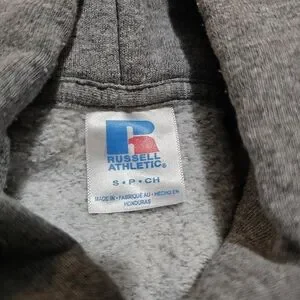 RUSSELL
ATHLETIC®
S • P • CH
MADE IN • FABRIQUÉ AU • HECHO EN
HONDURAS